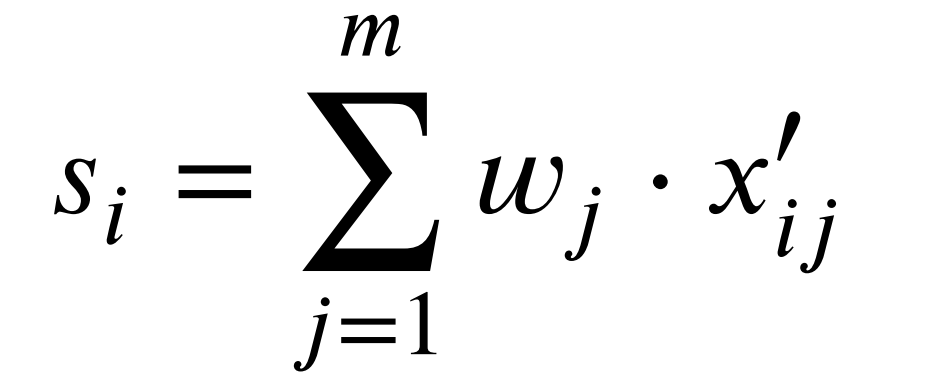 s_i = \sum_{j=1}^{m} w_j \cdot x'_{ij}